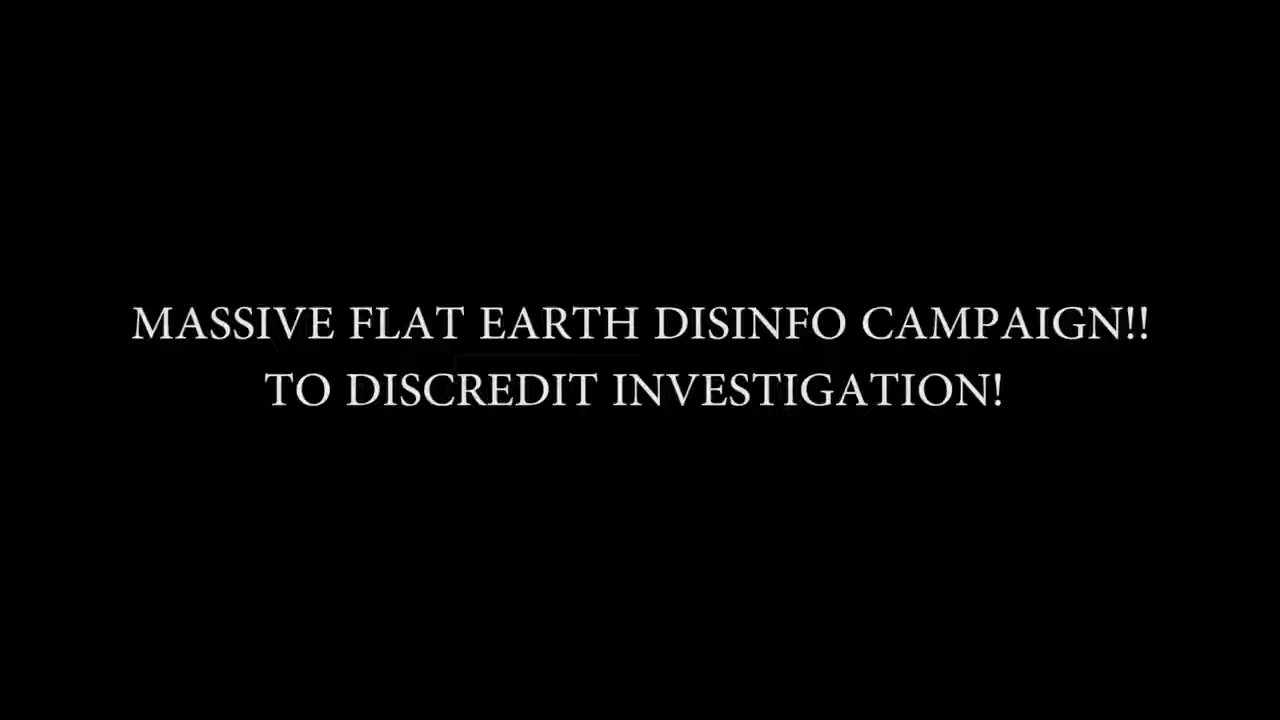 MASSIVE FLAT EARTH DISINFO CAMPAIGN!!
TO DISCREDIT INVESTIGATION!